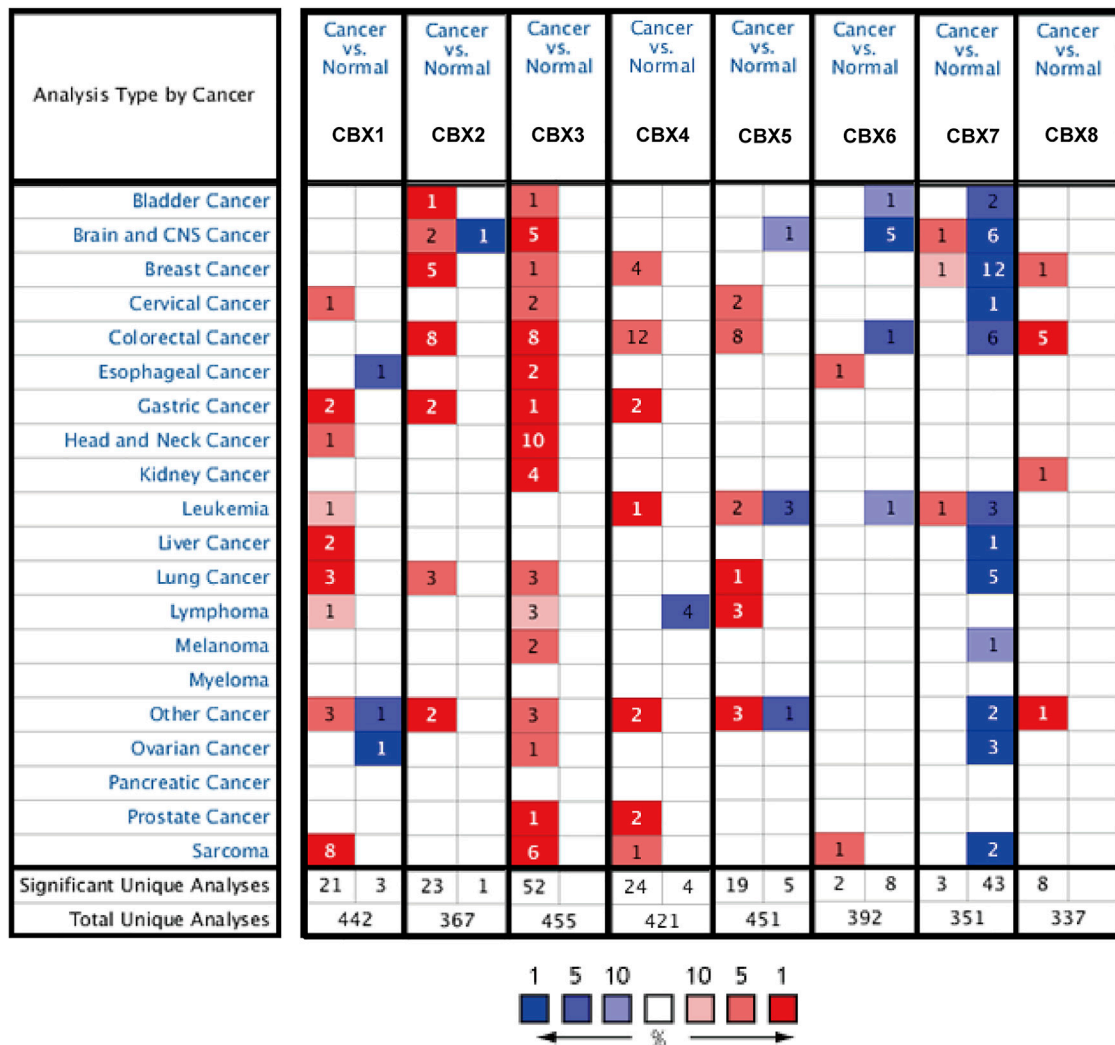 Analysis Type by Cancer
Cancer vs. Normal CBX1
Cancer vs. Normal CBX2
Cancer vs. Normal CBX3
Cancer vs. Normal CBX4
Cancer vs. Normal CBX5
Cancer vs. Normal CBX6
Cancer vs. Normal CBX7
Cancer vs. Normal CBX8
Bladder Cancer 1 1 1 2
Brain and CNS Cancer 2 1 5 1 5 1 6
Breast Cancer 5 1 4 1 12 1
Cervical Cancer 1 2 2 1
Colorectal Cancer 8 8 12 8 1 6 5
Esophageal Cancer 1 2 1
Gastric Cancer 2 2 1 2
Head and Neck Cancer 1 10
Kidney Cancer 4 1
Leukemia 1 1 2 3 1 1 3
Liver Cancer 2 1
Lung Cancer 3 3 3 1 5
Lymphoma 1 3 4 3
Melanoma 2 1
Myeloma
Other Cancer 3 1 2 3 2 3 1 2 1
Ovarian Cancer 1 1 3
Pancreatic Cancer
Prostate Cancer 1 2
Sarcoma 8 6 1 1 2
Significant Unique Analyses 21 3 23 1 52 24 4 19 5 2 8 3 43 8
Total Unique Analyses 442 367 455 421 451 392 351 337
1 5 10 10 5 1
%